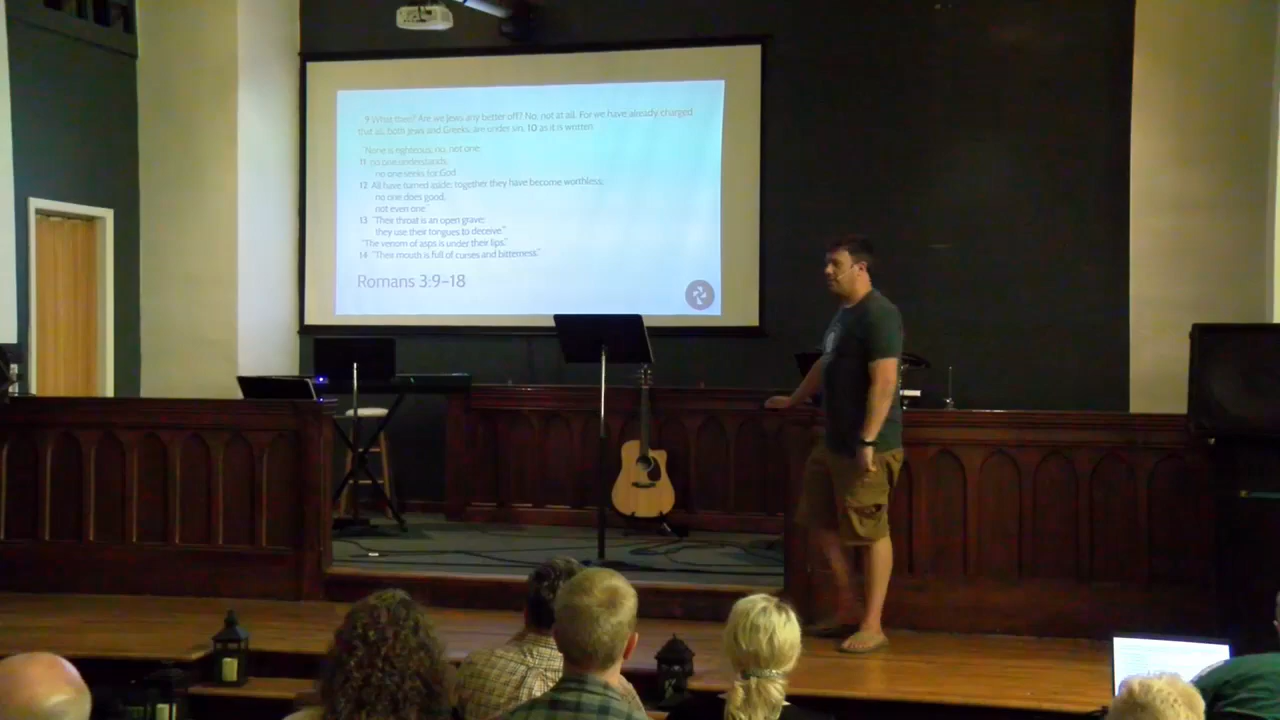 9 What then? Are we Jews any better off? No, not at all. For we have already charged
that all, both Jews and Greeks, are under sin, 10 as it is written:
"None is righteous, no, not one;
11 no one understands;
no one seeks for God.
12 All have turned aside; together they have become worthless;
no one does good,
not even one."
13 "Their throat is an open grave;
they use their tongues to deceive."
"The venom of asps is under their lips."
14 "Their mouth is full of curses and bitterness."
Romans 3:9-18